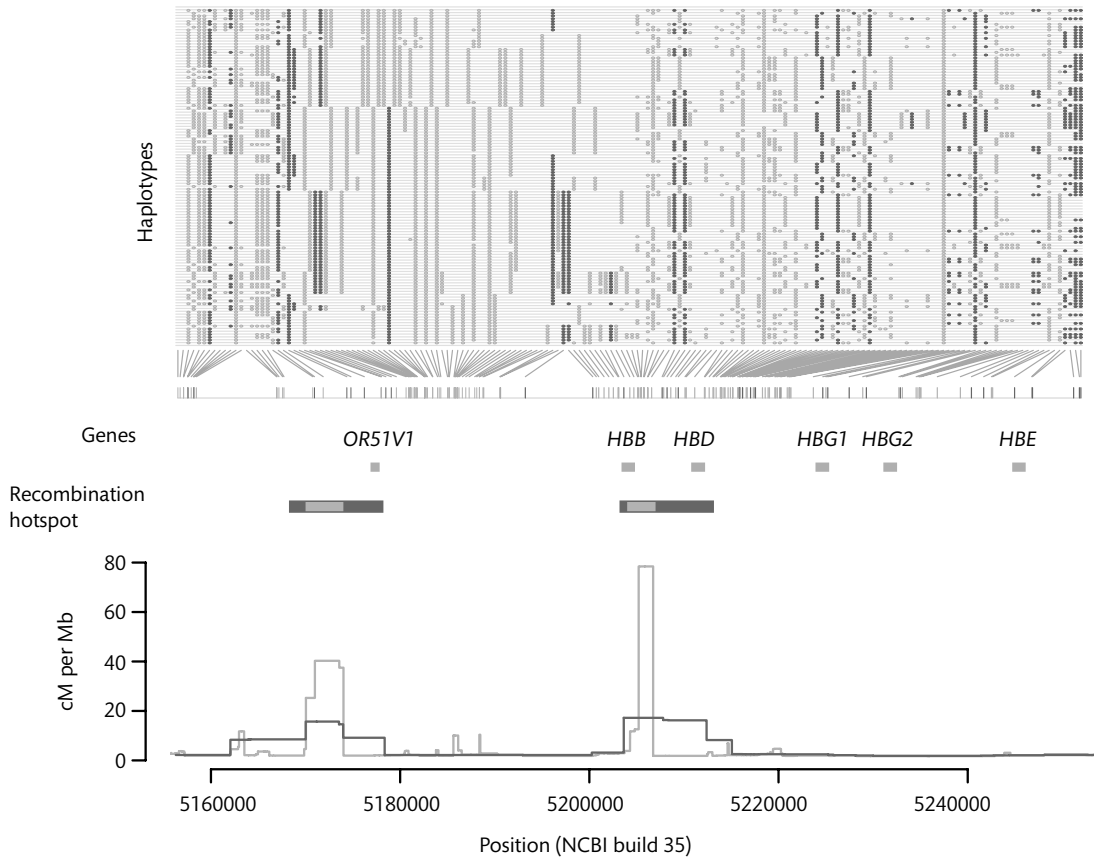 Haplotypes
Genes
OR51V1
HBB
HBD
HBG1
HBG2
HBE
Recombination
hotspot
80
60
40
20
0
cM per Mb
5160000
5180000
5200000
5220000
5240000
Position (NCBI build 35)